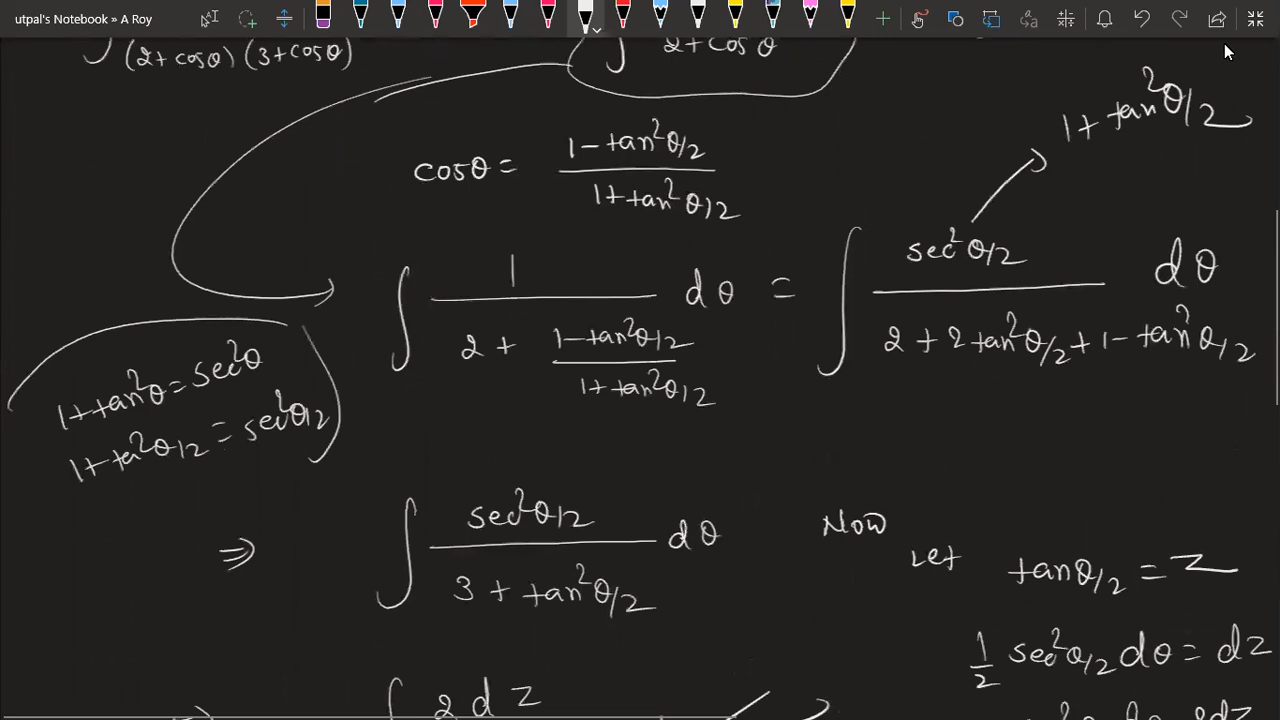 utpal's Notebook » A Roy
∫ (2+cosθ) (3+cosθ)
∫ 2+cosθ
1+tan²θ/2
cosθ = (1-tan²θ/2)/(1+tan²θ/2)
∫ 1/(2 + (1-tan²θ/2)/(1+tan²θ/2)) dθ = ∫ sec²θ/2/(2+2tan²θ/2+1-tan²θ/2) dθ
1+tan²θ = sec²θ
1+ta²θ/2 = sec²θ/2
⇒ ∫ sec²θ/2/(3+tan²θ/2) dθ
Now
Let tanθ/2 = z
1/2 sec²θ/2 dθ = dz
∫ 2dz